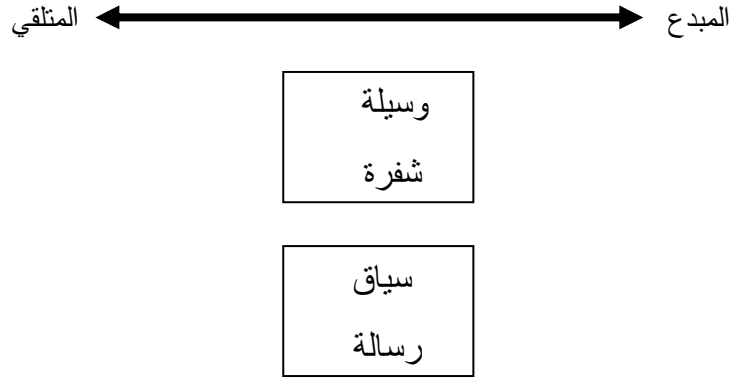 المبدع المتلقي
وسيلة
شفرة
سياق
رسالة